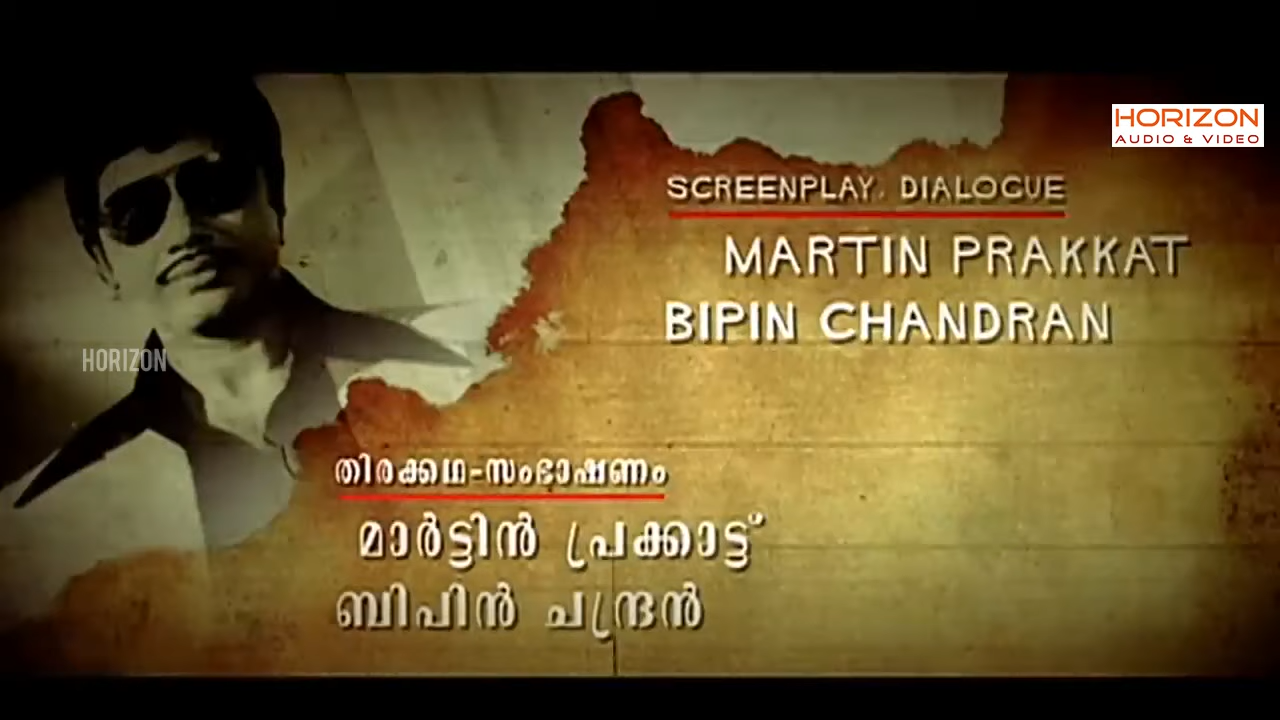 HORIZON
AUDIO & VIDEO
SCREENPLAY, DIALOGUE
MARTIN PRAKKAT
BIPIN CHANDRAN
HORIZON
തിരക്കഥ-സംഭാഷണം
മാർട്ടിൻ പ്രക്കാട്ട്
ബിപിൻ ചന്ദ്രൻ